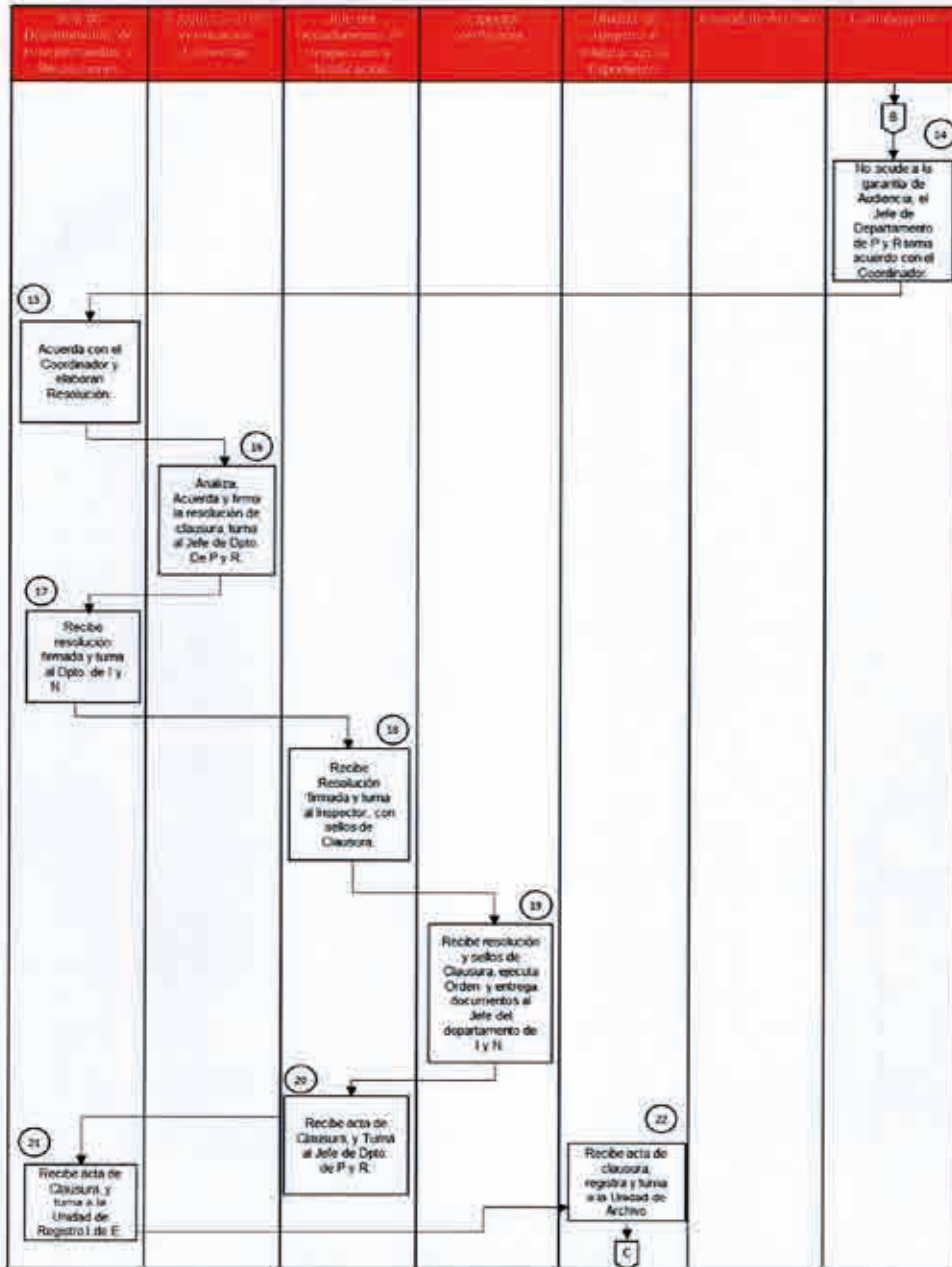 B
14
No acude a la
garantía de
Audiencia, el
Jefe de
Departamento
de P y R toma
acuerdo con el
Coordinador.
15
Acuerda con el
Coordinador y
elaboran
Resolución.
16
Analiza,
Acuerda y firma
la resolución de
clausura, turna
al Jefe de Dpto.
De P y R.
17
Recibe
resolución
firmada y turna
al Dpto. de I y
N.
18
Recibe
Resolución
firmada y turna
al Inspector, con
sellos de
Clausura.
19
Recibe resolución
y sellos de
Clausura, ejecuta
Orden y entrega
documentos al
Jefe del
departamento de
I y N.
20
Recibe acta de
Clausura, y Turna
al Jefe de Dpto.
de P y R.
21
Recibe acta de
Clausura, y
turna a la
Unidad de
Registro I. de E.
22
Recibe acta de
clausura,
registra y turna
a la Unidad de
Archivo
C